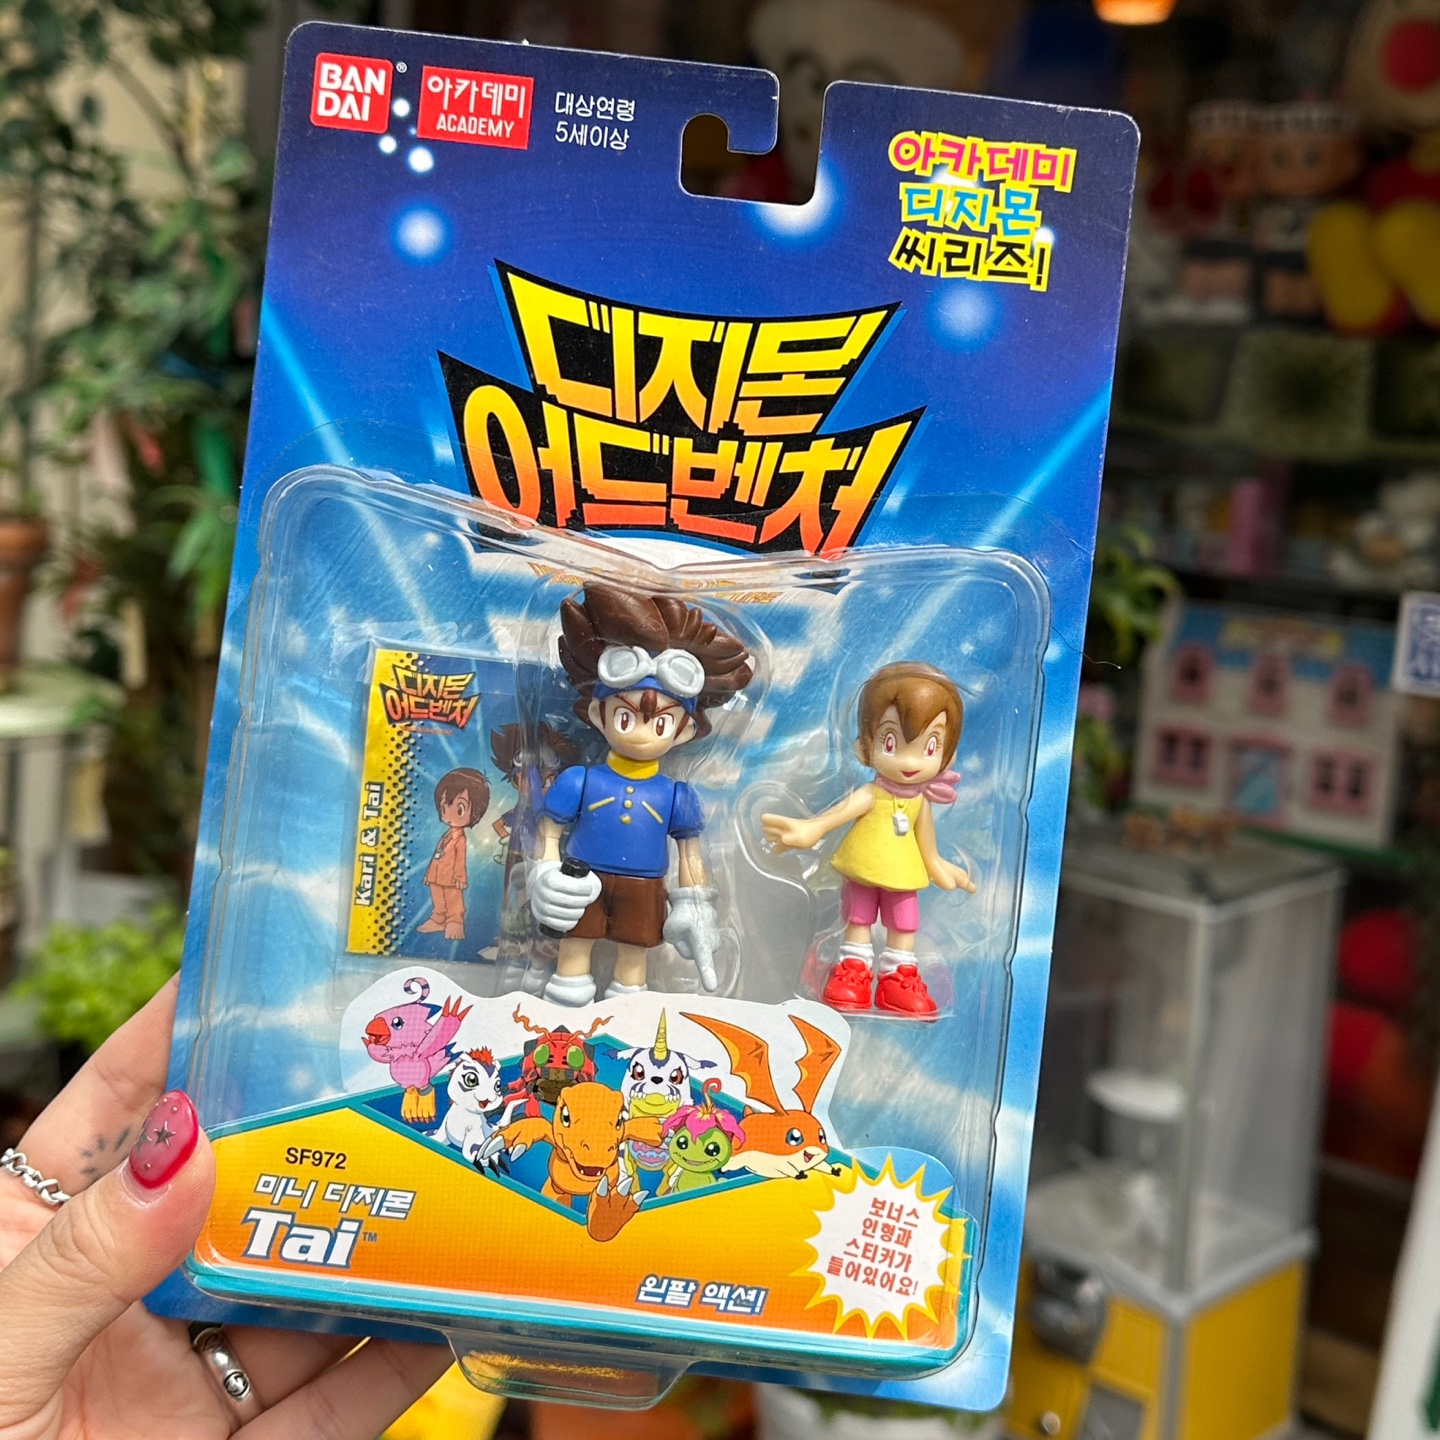 BAN
DAI
®
아카데미
ACADEMY
대상연령
5세이상
아카데미
디지몬
씨리즈!
디지몬
어드벤쳐
디지몬
어드벤쳐
Kari & Tai
SF972
미니 디지몬
Tai™
왼팔 액션!
보너스
인형과
스티커가
들어있어요!